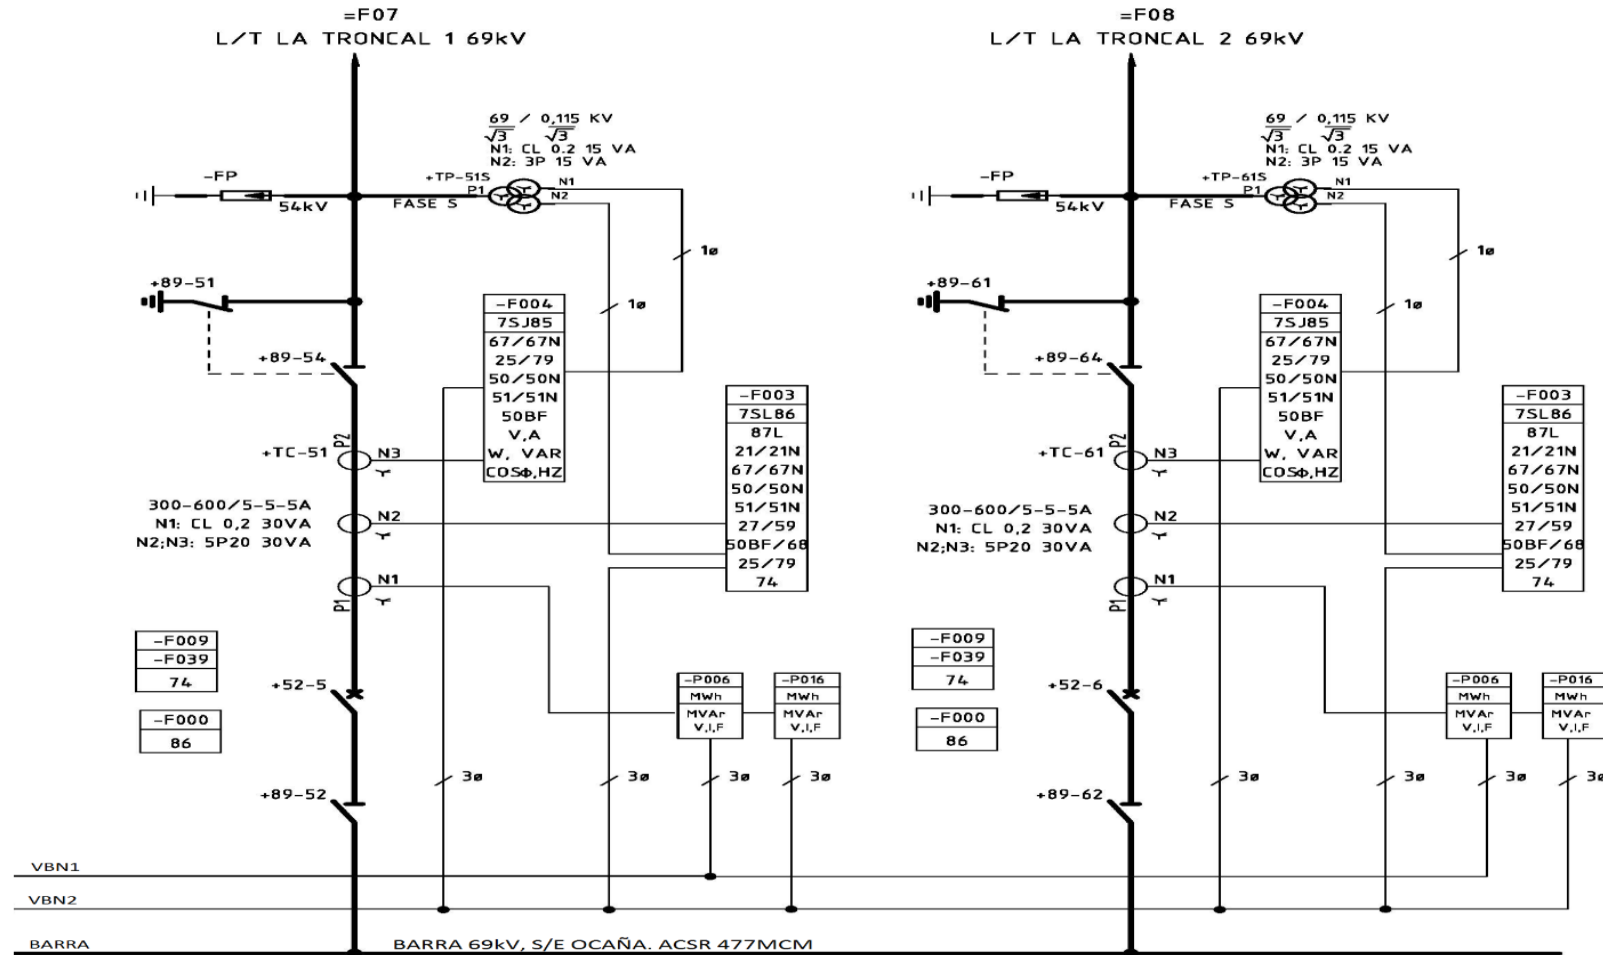 =F07
L/T LA TRONCAL 1 69kV
69 / 0,115 KV
√3 √3
N1: CL 0.2 15 VA
N2: 3P 15 VA
-FP
54kV
+TP-51S
P1
FASE S
N1
N2
1ø
1ø
+89-51
+89-54
-F004
7SJ85
67/67N
25/79
50/50N
51/51N
50BF
V,A
W, VAR
COSΦ,HZ
-F003
7SL86
87L
21/21N
67/67N
50/50N
51/51N
27/59
50BF/68
25/79
74
P2
+TC-51
N3
300-600/5-5-5A
N1: CL 0,2 30VA
N2;N3: 5P20 30VA
N2
N1
P1
-F009
-F039
74
-F000
86
+52-5
-P006
MWh
MVAr
V,I,F
-P016
MWh
MVAr
V,I,F
3ø
3ø
3ø
3ø
+89-52
=F08
L/T LA TRONCAL 2 69kV
69 / 0,115 KV
√3 √3
N1: CL 0.2 15 VA
N2: 3P 15 VA
-FP
54kV
+TP-61S
P1
FASE S
N1
N2
1ø
1ø
+89-61
+89-64
-F004
7SJ85
67/67N
25/79
50/50N
51/51N
50BF
V,A
W, VAR
COSΦ,HZ
-F003
7SL86
87L
21/21N
67/67N
50/50N
51/51N
27/59
50BF/68
25/79
74
P2
+TC-61
N3
300-600/5-5-5A
N1: CL 0,2 30VA
N2;N3: 5P20 30VA
N2
N1
P1
-F009
-F039
74
-F000
86
+52-6
-P006
MWh
MVAr
V,I,F
-P016
MWh
MVAr
V,I,F
3ø
3ø
3ø
3ø
+89-62
VBN1
VBN2
BARRA
BARRA 69kV, S/E OCAÑA. ACSR 477MCM